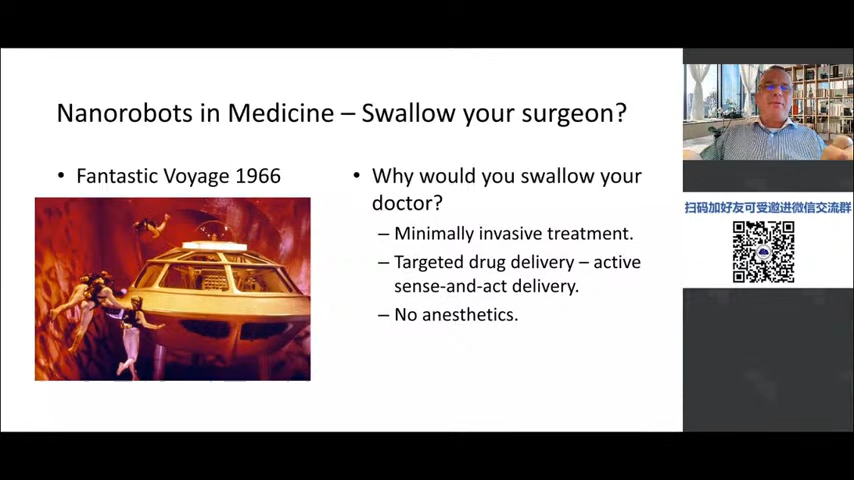 Nanorobots in Medicine – Swallow your surgeon?
• Fantastic Voyage 1966
• Why would you swallow your
doctor?
– Minimally invasive treatment.
– Targeted drug delivery – active
sense-and-act delivery.
– No anesthetics.
扫码加好友可受邀进微信交流群